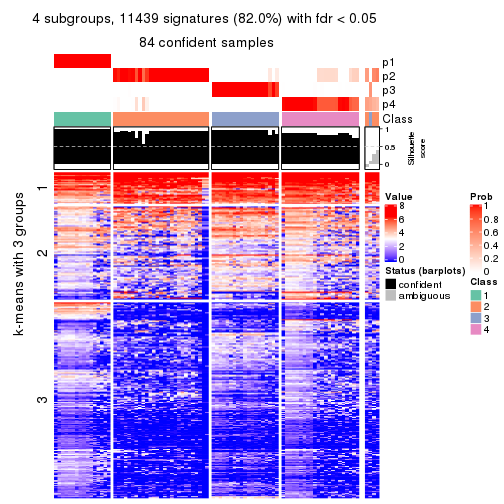 4 subgroups, 11439 signatures (82.0%) with fdr < 0.05
84 confident samples
p1
p2
p3
p4
Class
1
0.5
0
Silhouette
score
k-means with 3 groups
1
2
3
Value
8
6
4
2
0
Status (barplots)
confident
ambiguous
Prob
1
0.8
0.6
0.4
0.2
0
Class
1
2
3
4